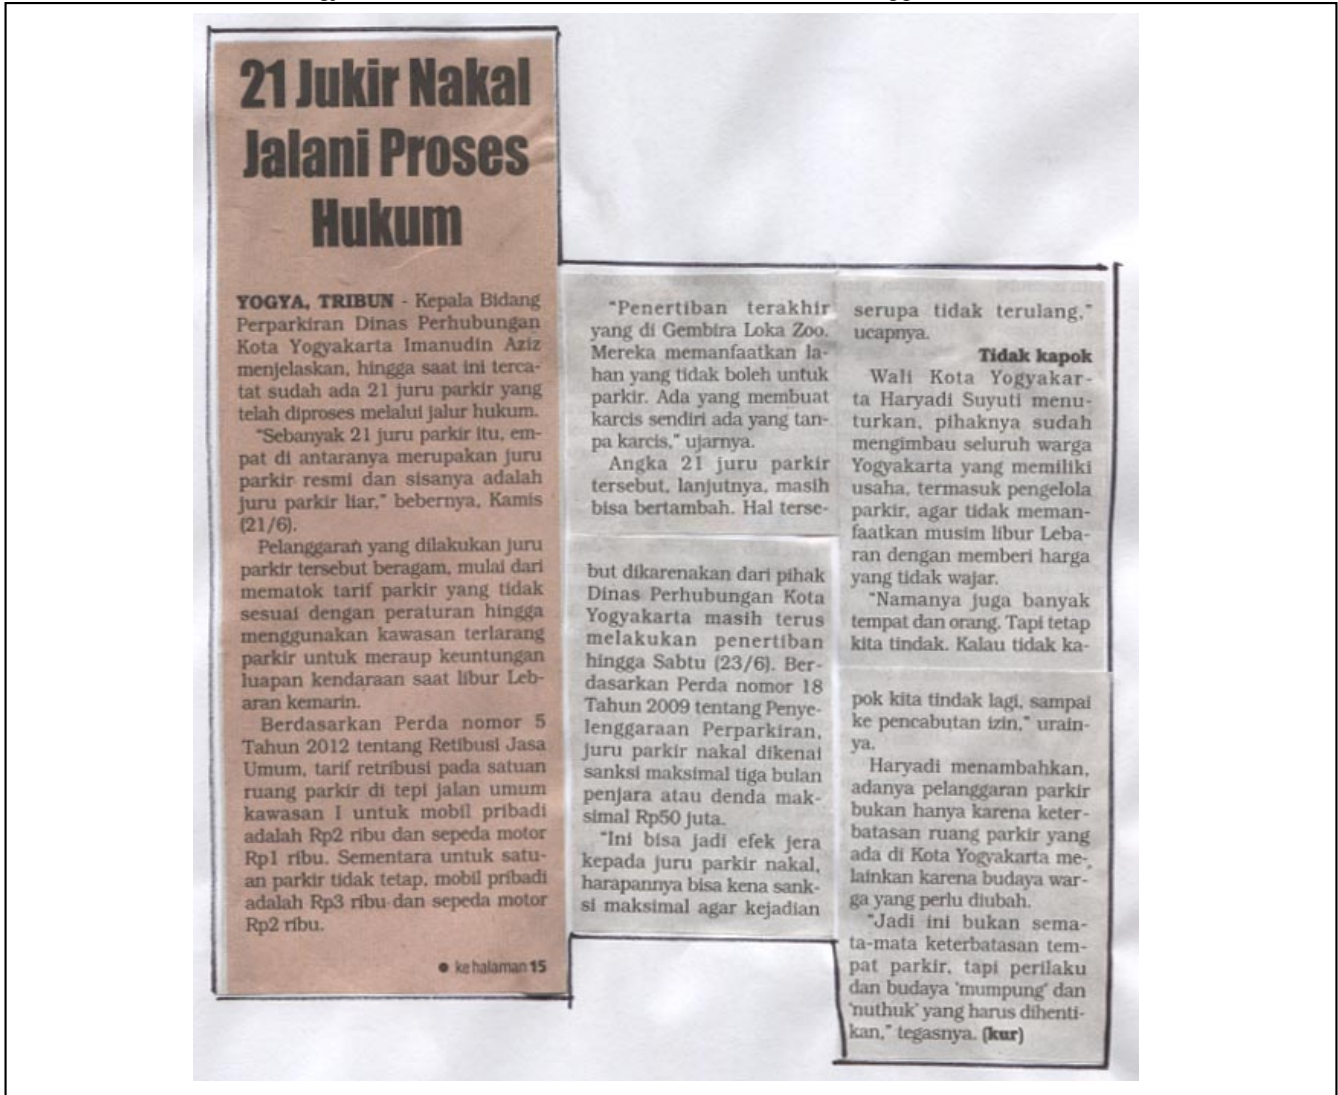 21 Jukir Nakal
Jalani Proses
Hukum
YOGYA, TRIBUN - Kepala Bidang
Perparkiran Dinas Perhubungan
Kota Yogyakarta Imanudin Aziz
menjelaskan, hingga saat ini terca-
tat sudah ada 21 juru parkir yang
telah diproses melalui jalur hukum.
"Sebanyak 21 juru parkir itu, em-
pat di antaranya merupakan juru
parkir resmi dan sisanya adalah
juru parkir liar," bebernya, Kamis
(21/6).
Pelanggaran yang dilakukan juru
parkir tersebut beragam, mulai dari
mematok tarif parkir yang tidak
sesuai dengan peraturan hingga
menggunakan kawasan terlarang
parkir untuk meraup keuntungan
luapan kendaraan saat libur Leb-
aran kemarin.
Berdasarkan Perda nomor 5
Tahun 2012 tentang Retibusi Jasa
Umum, tarif retribusi pada satuan
ruang parkir di tepi jalan umum
kawasan I untuk mobil pribadi
adalah Rp2 ribu dan sepeda motor
Rp1 ribu. Sementara untuk satu-
an parkir tidak tetap, mobil pribadi
adalah Rp3 ribu dan sepeda motor
Rp2 ribu.
● ke halaman 15
"Penertiban terakhir
yang di Gembira Loka Zoo.
Mereka memanfaatkan la-
han yang tidak boleh untuk
parkir. Ada yang membuat
karcis sendiri ada yang tan-
pa karcis," ujarnya.
Angka 21 juru parkir
tersebut, lanjutnya, masih
bisa bertambah. Hal terse-
but dikarenakan dari pihak
Dinas Perhubungan Kota
Yogyakarta masih terus
melakukan penertiban
hingga Sabtu (23/6). Ber-
dasarkan Perda nomor 18
Tahun 2009 tentang Penye-
lenggaraan Perparkiran,
juru parkir nakal dikenai
sanksi maksimal tiga bulan
penjara atau denda mak-
simal Rp50 juta.
"Ini bisa jadi efek jera
kepada juru parkir nakal,
harapannya bisa kena sank-
si maksimal agar kejadian
serupa tidak terulang,"
ucapnya.
Tidak kapok
Wali Kota Yogyakar-
ta Haryadi Suyuti menu-
turkan, pihaknya sudah
mengimbau seluruh warga
Yogyakarta yang memiliki
usaha, termasuk pengelola
parkir, agar tidak meman-
faatkan musim libur Leba-
ran dengan memberi harga
yang tidak wajar.
"Namanya juga banyak
tempat dan orang. Tapi tetap
kita tindak. Kalau tidak ka-
pok kita tindak lagi, sampai
ke pencabutan izin," urain-
ya.
Haryadi menambahkan,
adanya pelanggaran parkir
bukan hanya karena keter-
batasan ruang parkir yang
ada di Kota Yogyakarta me-
lainkan karena budaya war-
ga yang perlu diubah.
"Jadi ini bukan sema-
ta-mata keterbatasan tem-
pat parkir, tapi perilaku
dan budaya 'mumpung' dan
'nuthuk' yang harus dihenti-
kan," tegasnya. (kur)